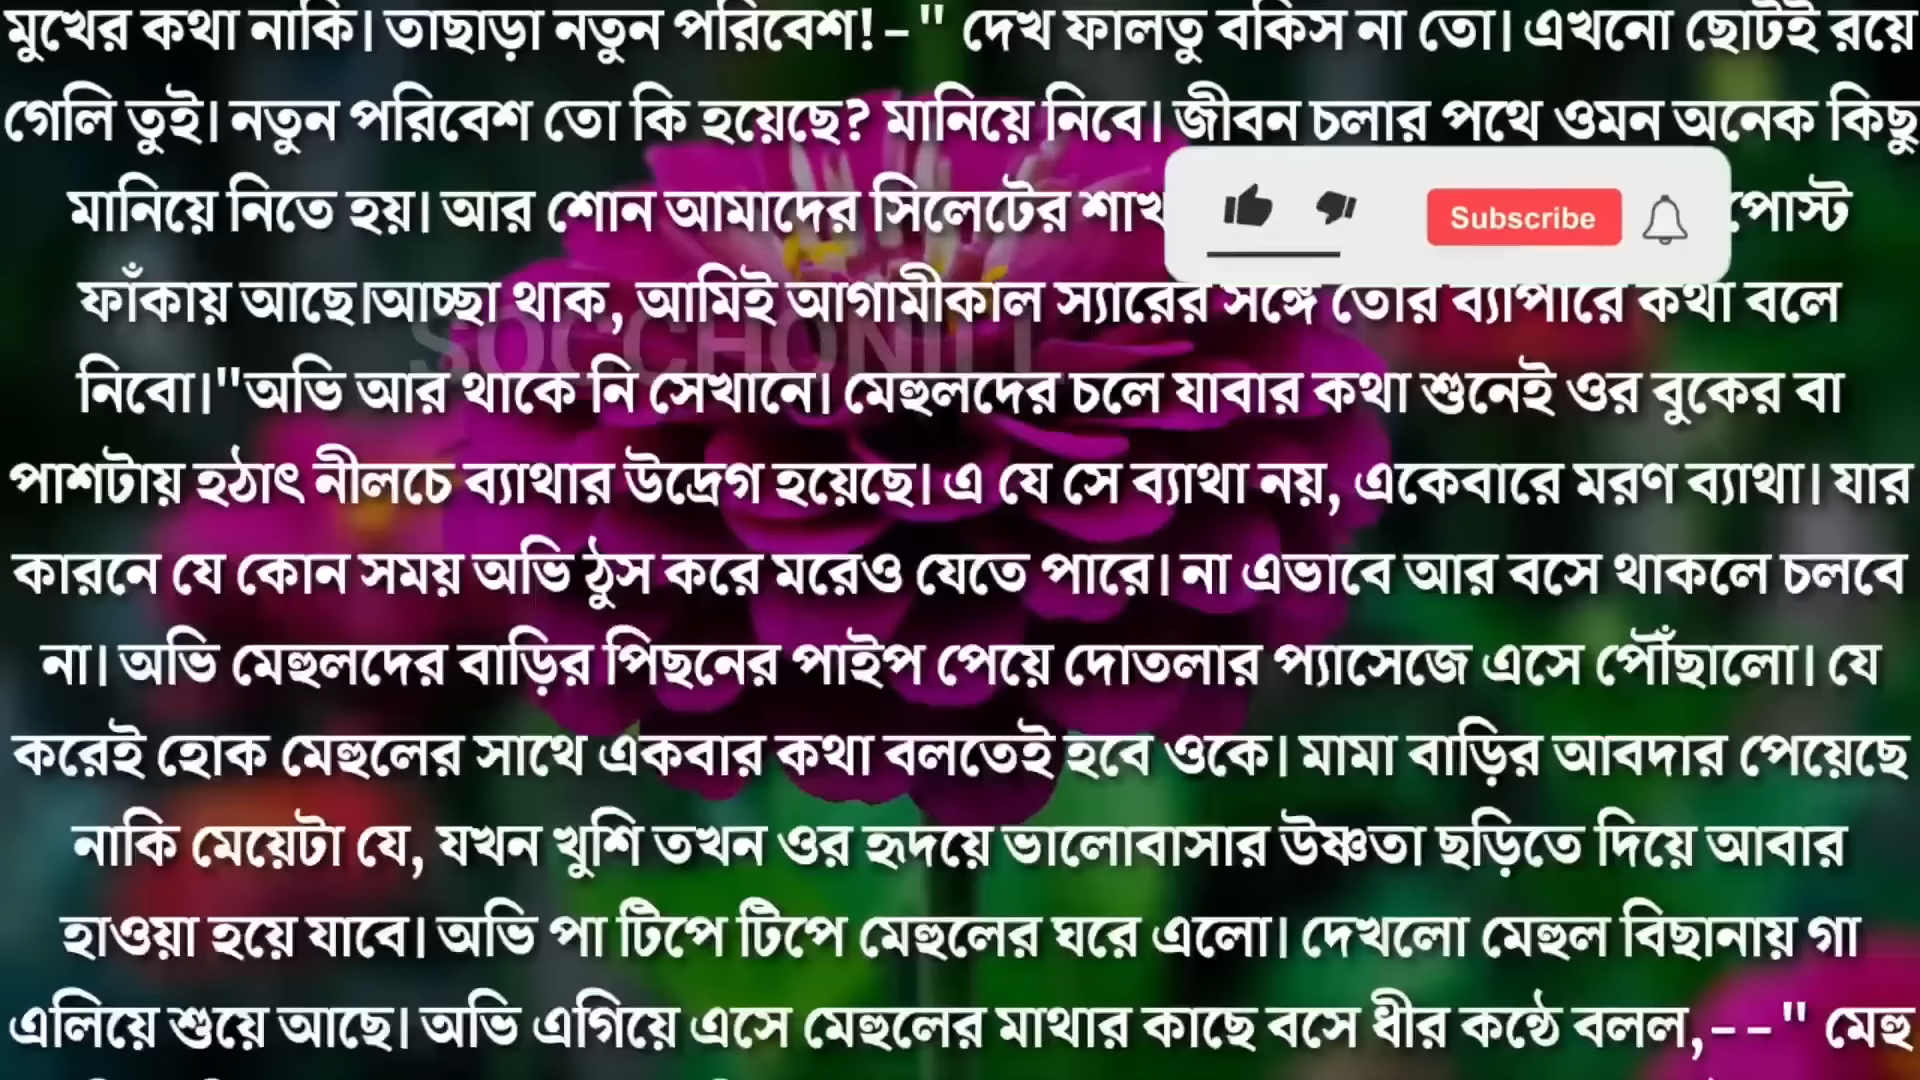 মুখের কথা নাকি। তাছাড়া নতুন পরিবেশ!-" দেখ ফালতু বকিস না তো। এখনো ছোটই রয়ে
গেলি তুই। নতুন পরিবেশ তো কি হয়েছে? মানিয়ে নিবে। জীবন চলার পথে ওমন অনেক কিছু
মানিয়ে নিতে হয়। আর শোন আমাদের সিলেটের পোস্ট
Subscribe
ফাঁকায় আছে।আচ্ছা থাক, আমিই আগামীকাল স্যারের সঙ্গে তোর ব্যাপারে কথা বলে
SOCCHONILL
নিবো।"অভি আর থাকে নি সেখানে। মেহুলদের চলে যাবার কথা শুনেই ওর বুকের বা
পাশটায় হঠাৎ নীলচে ব্যাথার উদ্রেগ হয়েছে। এ যে সে ব্যাথা নয়, একেবারে মরণ ব্যাথা। যার
কারনে যে কোন সময় অভি ঠুস করে মরেও যেতে পারে। না এভাবে আর বসে থাকলে চলবে
না। অভি মেহুলদের বাড়ির পিছনের পাইপ পেয়ে দোতলার প্যাসেজে এসে পৌঁছালো। যে
করেই হোক মেহুলের সাথে একবার কথা বলতেই হবে ওকে। মামা বাড়ির আবদার পেয়েছে
নাকি মেয়েটা যে, যখন খুশি তখন ওর হৃদয়ে ভালোবাসার উষ্ণতা ছড়িতে দিয়ে আবার
হাওয়া হয়ে যাবে। অভি পা টিপে টিপে মেহুলের ঘরে এলো। দেখলো মেহুল বিছানায় গা
এলিয়ে শুয়ে আছে। অভি এগিয়ে এসে মেহুলের মাথার কাছে বসে ধীর কন্ঠে বলল,--" মেহু